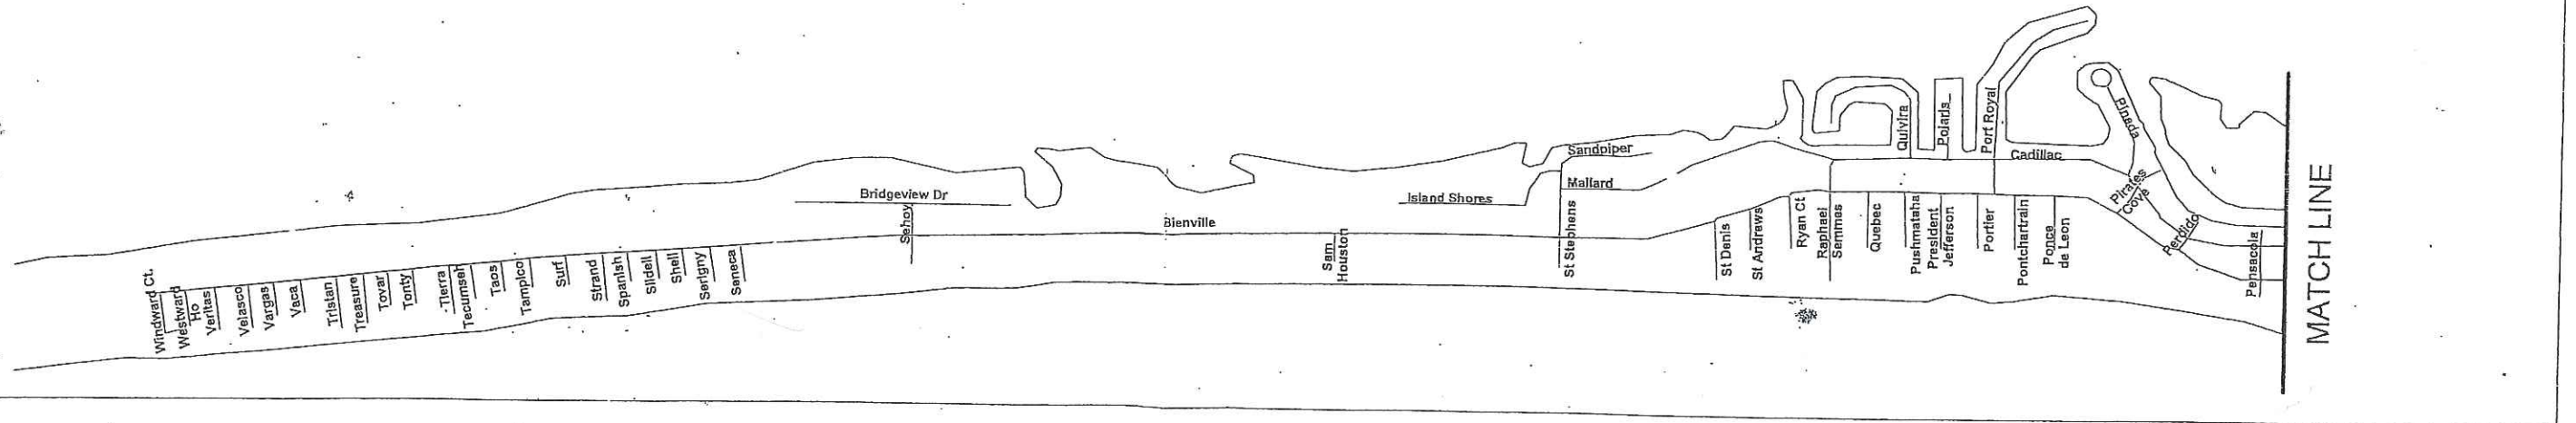 Windward Ct.
Westward
Ho
Veritas
Velasco
Vargas
Vaca
Tristan
Treasure
Tovar
Tonty
Tierra
Tecumseh
Taos
Tampico
Surf
Strand
Spanish
Slidell
Shell
Serigny
Seneca
Bridgeview Dr
Sehoy
Bienville
Sam
Houston
Island Shores
St Stephens
Sandpiper
Mallard
St Denis
St Andrews
Ryan Ct
Raphael
Semmes
Quebec
Pushmataha
President
Jefferson
Portier
Pontchartrain
Ponce
de Leon
Quivira
Polaris
Port Royal
Cadillac
Pineda
Pirates
Cove
Perdido
Pensacola
MATCH LINE